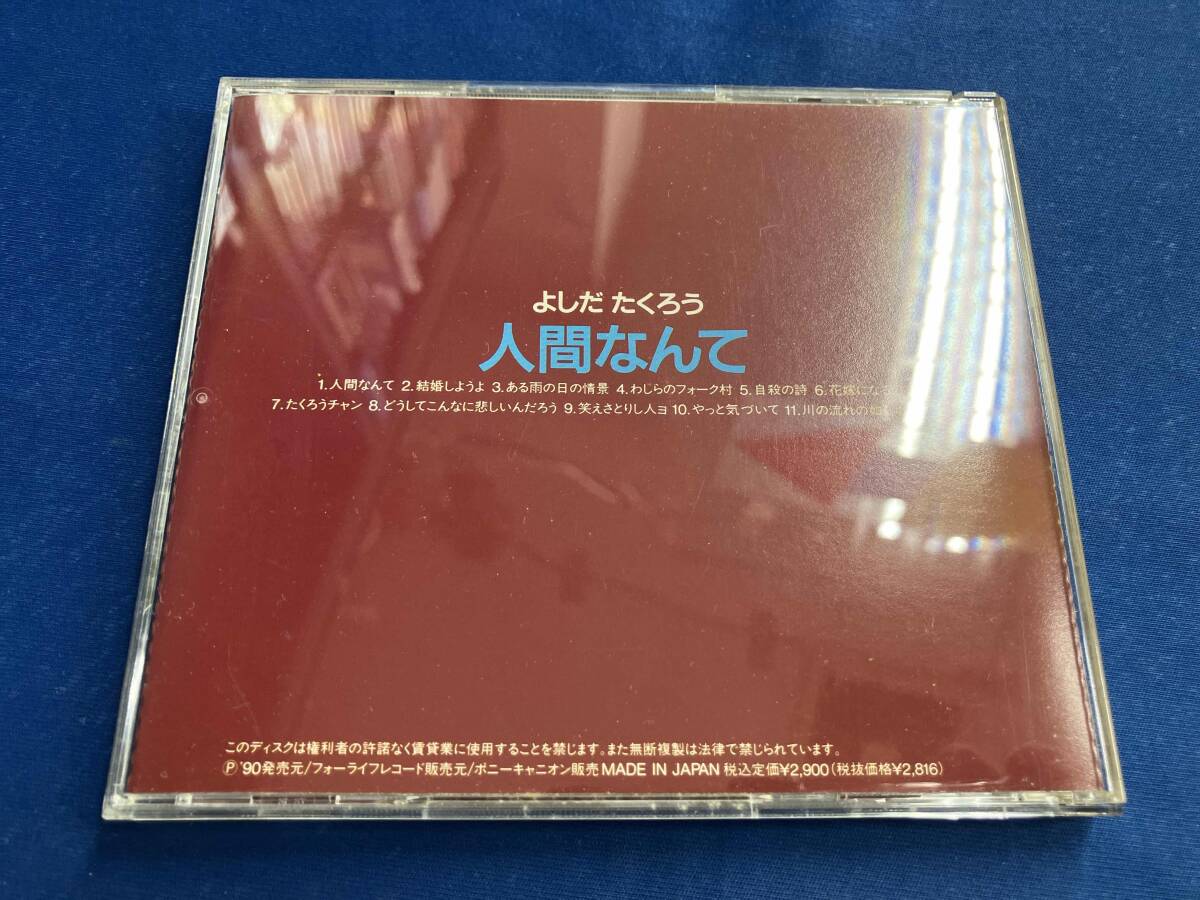 よしだ たくろう
人間なんて
1.人間なんて 2.結婚しようよ 3.ある雨の日の情景 4.わしらのフォーク村 5.自殺の詩 6.花嫁になる
7.たくろうチャン 8.どうしてこんなに悲しいんだろう 9.笑えさとりし人ヨ 10.やっと気づいて 11.川の流れの如く
このディスクは権利者の許諾なく賃貸業に使用することを禁じます。また無断複製は法律で禁じられています。
Ⓟ'90発売元/フォーライフレコード販売元/ポニーキャニオン販売 MADE IN JAPAN 税込定価¥2,900(税抜価格¥2,816)